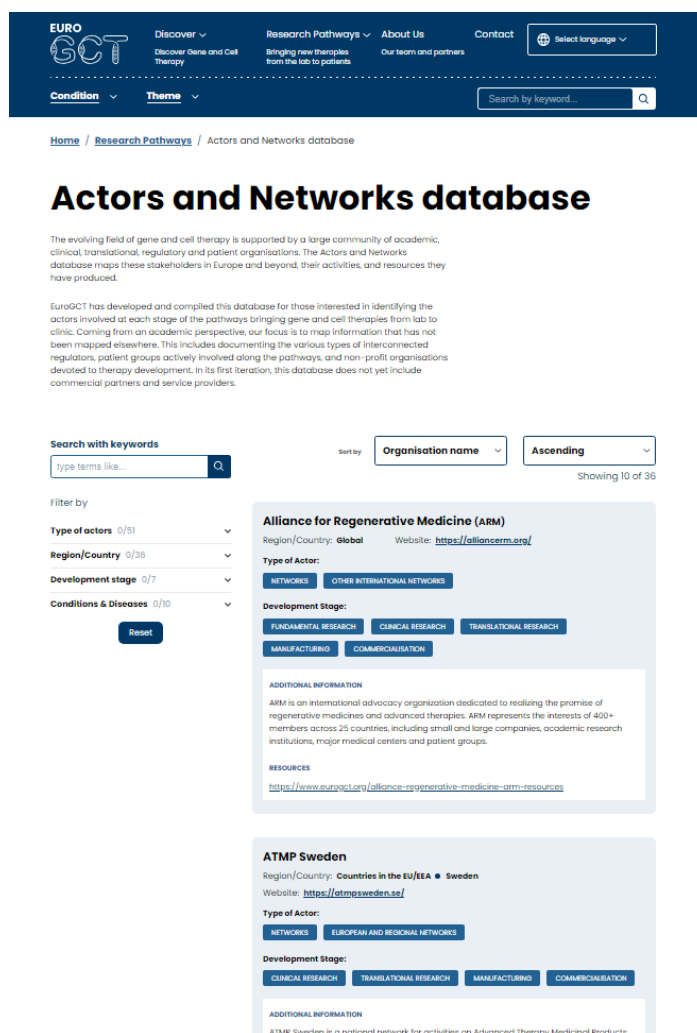 EURO
GCT
Discover
Discover Gene and Cell
Therapy
Research Pathways
Bringing new therapies
from the lab to patients
About Us
Our team and partners
Contact
Select language
Condition
Theme
Search by keyword...
Home / Research Pathways / Actors and Networks database
Actors and Networks database
The evolving field of gene and cell therapy is supported by a large community of academic,
clinical, translational, regulatory and patient organisations. The Actors and Networks
database maps these stakeholders in Europe and beyond, their activities, and resources they
have produced.
EuroGCT has developed and compiled this database for those interested in identifying the
actors involved at each stage of the pathways bringing gene and cell therapies from lab to
clinic. Coming from an academic perspective, our focus is to map information that has not
been mapped elsewhere. This includes documenting the various types of interconnected
regulators, patient groups actively involved along the pathways, and non-profit organisations
devoted to therapy development. In its first iteration, this database does not yet include
commercial partners and service providers.
Search with keywords
type terms like...
Sort by
Organisation name
Ascending
Showing 10 of 36
Filter by
Type of actors 0/51
Region/Country 0/36
Development stage 0/7
Conditions & Diseases 0/10
Reset
Alliance for Regenerative Medicine (ARM)
Region/Country: Global Website: https://alliancerm.org/
Type of Actor:
NETWORKS OTHER INTERNATIONAL NETWORKS
Development Stage:
FUNDAMENTAL RESEARCH CLINICAL RESEARCH TRANSLATIONAL RESEARCH
MANUFACTURING COMMERCIALISATION
ADDITIONAL INFORMATION
ARM is an international advocacy organization dedicated to realizing the promise of
regenerative medicines and advanced therapies. ARM represents the interests of 400+
members across 25 countries, including small and large companies, academic research
institutions, major medical centers and patient groups.
RESOURCES
https://www.eurogct.org/alliance-regenerative-medicine-arm-resources
ATMP Sweden
Region/Country: Countries in the EU/EEA ● Sweden
Website: https://atmpsweden.se/
Type of Actor:
NETWORKS EUROPEAN AND REGIONAL NETWORKS
Development Stage:
CLINICAL RESEARCH TRANSLATIONAL RESEARCH MANUFACTURING COMMERCIALISATION
ADDITIONAL INFORMATION
ATMP Sweden is a national network for activities on Advanced Therapy Medicinal Products